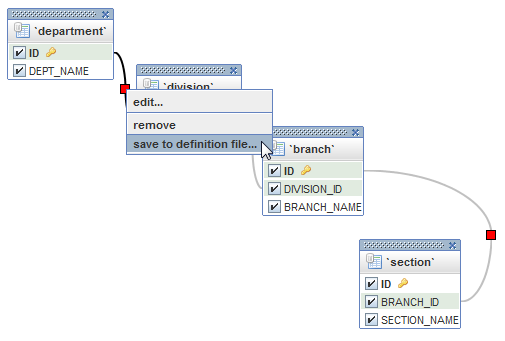 `department`
ID
DEPT_NAME
`division`
edit...
remove
save to definition file...
`branch`
ID
DIVISION_ID
BRANCH_NAME
`section`
ID
BRANCH_ID
SECTION_NAME